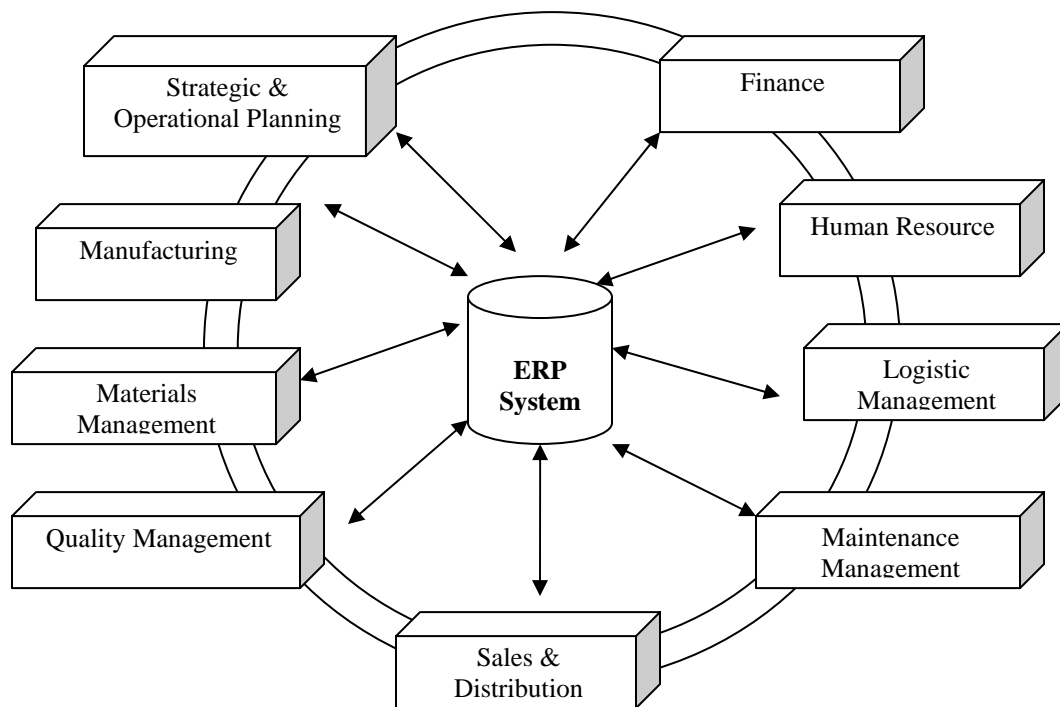 Strategic &
Operational Planning
Finance
Manufacturing
Human Resource
ERP
System
Materials
Management
Logistic
Management
Quality Management
Maintenance
Management
Sales &
Distribution